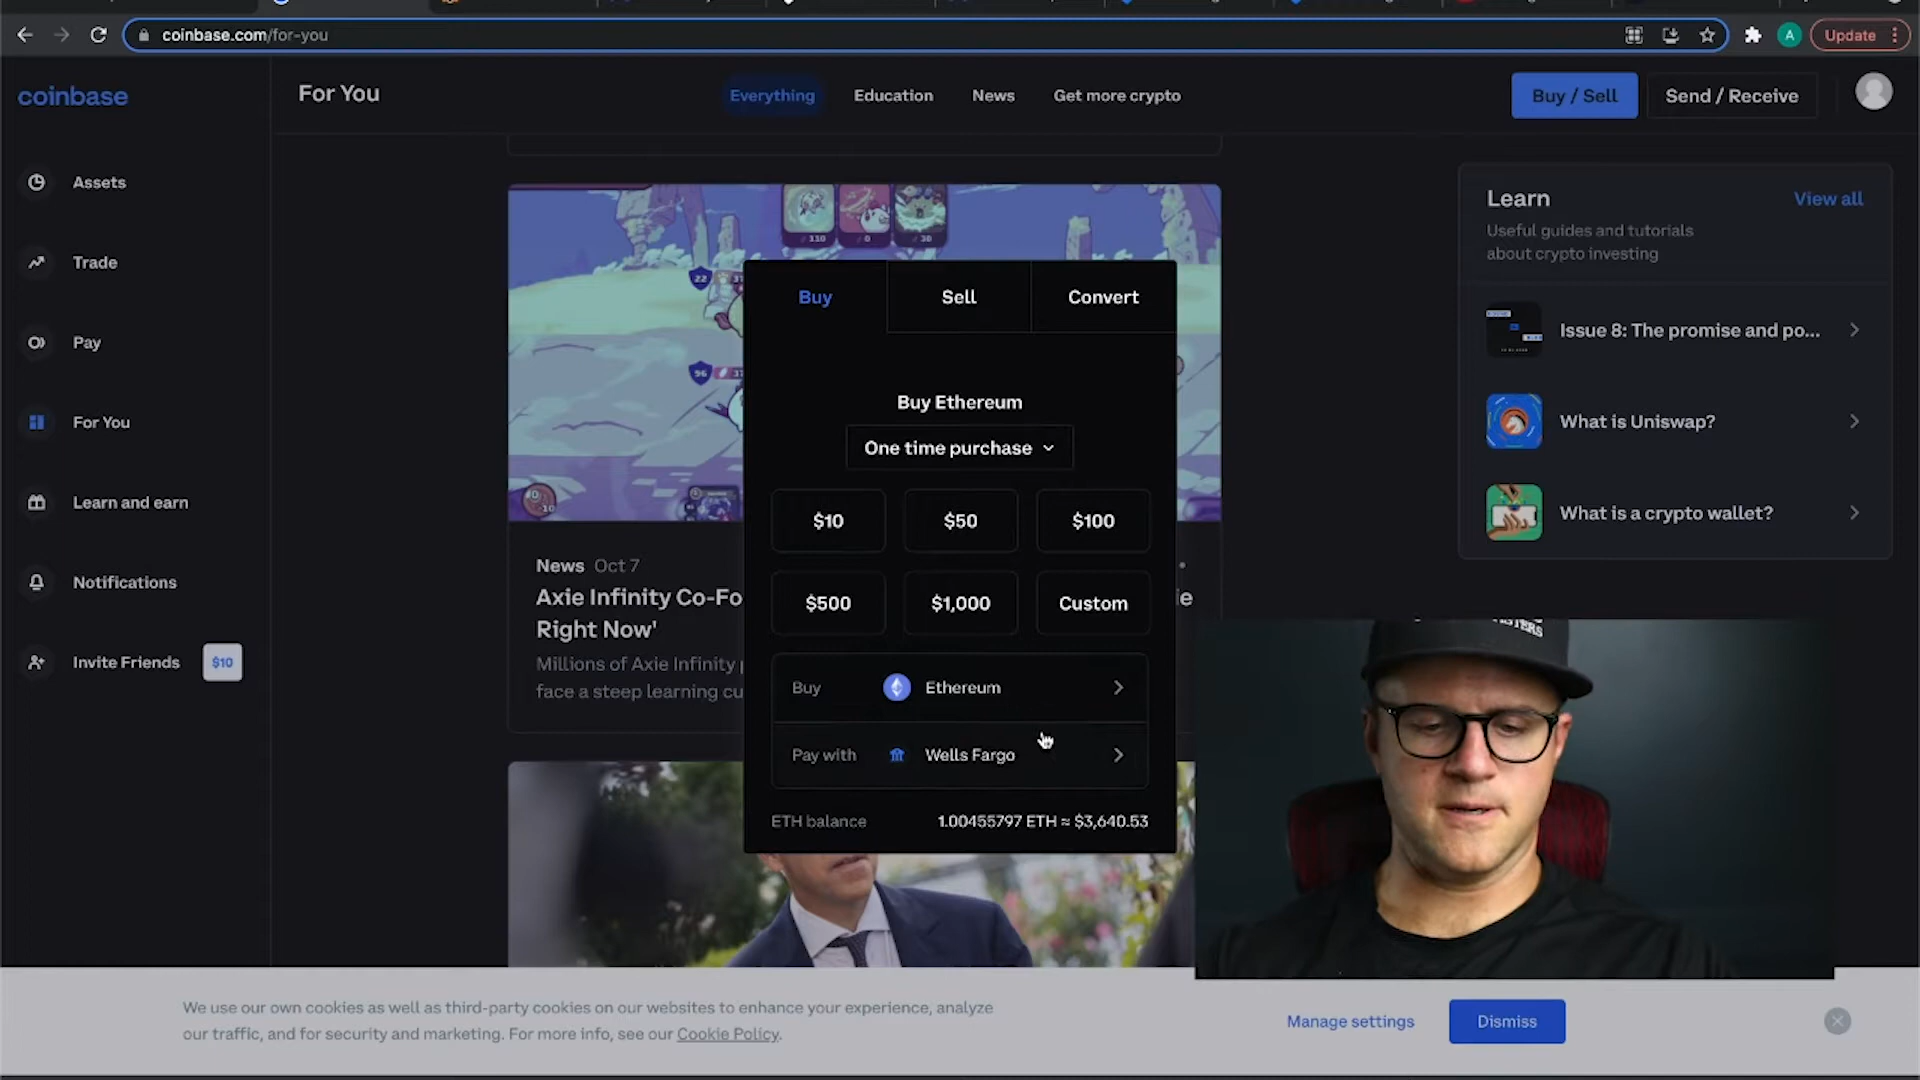 coinbase.com/for-you
A
Update
coinbase
For You
Everything
Education
News
Get more crypto
Buy / Sell
Send / Receive
Assets
Trade
Pay
For You
Learn and earn
Notifications
Invite Friends
$10
Learn
View all
Useful guides and tutorials
about crypto investing
Issue 8: The promise and po...
What is Uniswap?
What is a crypto wallet?
22
96
Buy
Sell
Convert
Buy Ethereum
One time purchase
$10
$50
$100
$500
$1,000
Custom
Buy
Ethereum
Pay with
Wells Fargo
ETH balance
1.00455797 ETH ≈ $3,640.53
News Oct 7
Axie Infinity Co-Fo
Right Now'
Millions of Axie Infinity
face a steep learning cu
We use our own cookies as well as third-party cookies on our websites to enhance your experience, analyze
our traffic, and for security and marketing. For more info, see our Cookie Policy.
Manage settings
Dismiss